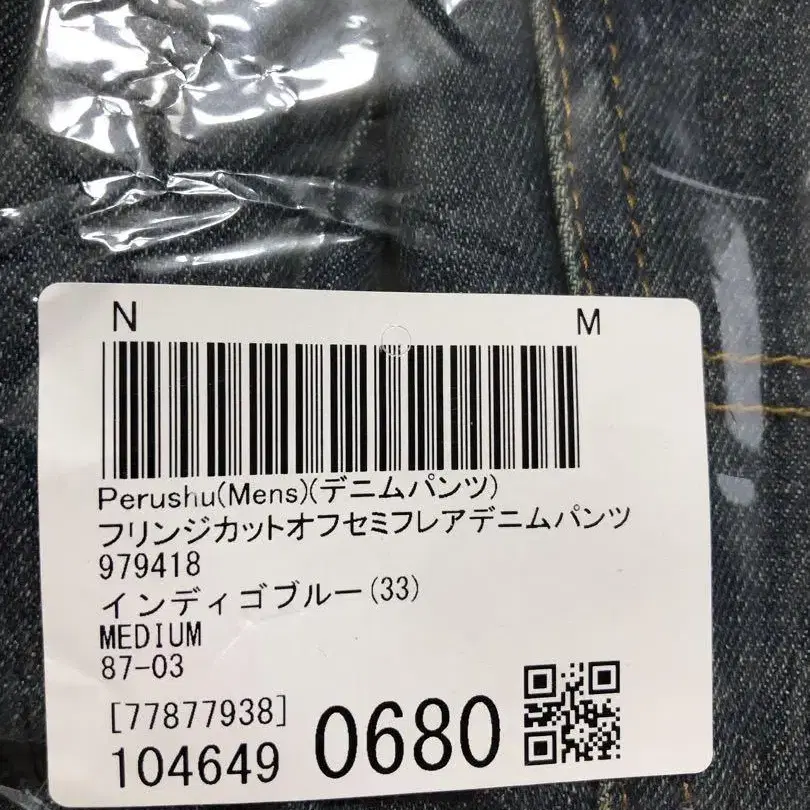 N M
Perushu(Mens)(デニムパンツ)
フリンジカットオフセミフレアデニムパンツ
979418
インディゴブルー(33)
MEDIUM
87-03
[77877938]
104649 0680